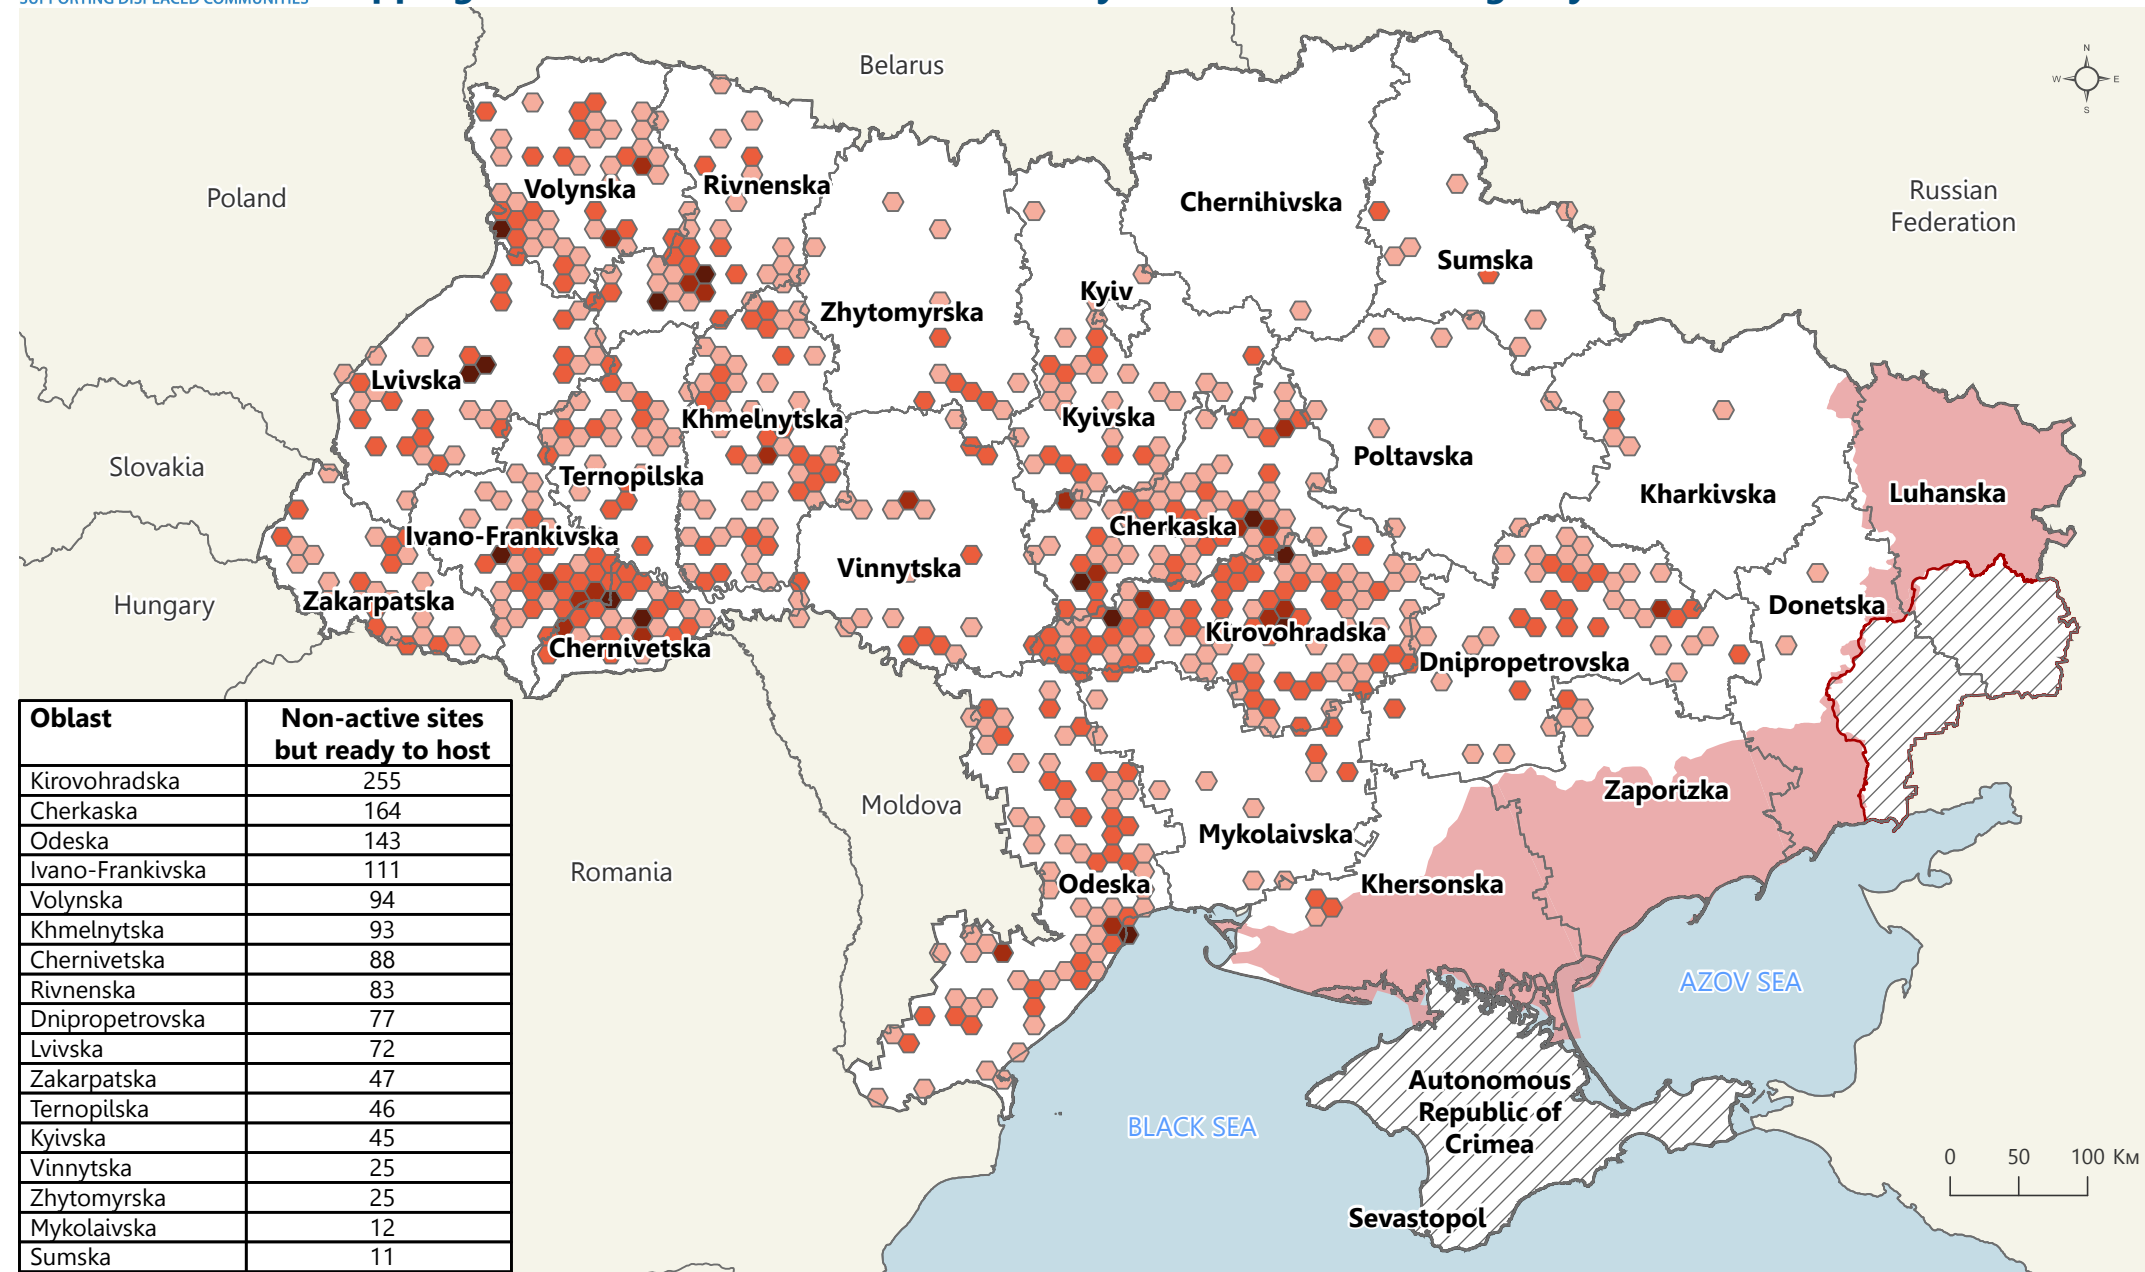 SUPPORTING DISPLACED COMMUNITIES
Belarus
N
W E
S
Poland
Volynska
Rivnenska
Chernihivska
Russian
Federation
Sumska
Kyiv
Zhytomyrska
Lvivska
Khmelnytska
Kyivska
Slovakia
Ternopilska
Poltavska
Kharkivska
Luhanska
Ivano-Frankivska
Cherkaska
Vinnytska
Hungary
Zakarpatska
Donetska
Chernivetska
Kirovohradska
Dnipropetrovska
Oblast
Non-active sites
but ready to host
Kirovohradska 255
Cherkaska 164
Odeska 143
Ivano-Frankivska 111
Volynska 94
Khmelnytska 93
Chernivetska 88
Rivnenska 83
Dnipropetrovska 77
Lvivska 72
Zakarpatska 47
Ternopilska 46
Kyivska 45
Vinnytska 25
Zhytomyrska 25
Mykolaivska 12
Sumska 11
Moldova
Romania
Zaporizka
Mykolaivska
Odeska
Khersonska
AZOV SEA
BLACK SEA
Autonomous
Republic of
Crimea
Sevastopol
0 50 100 Км